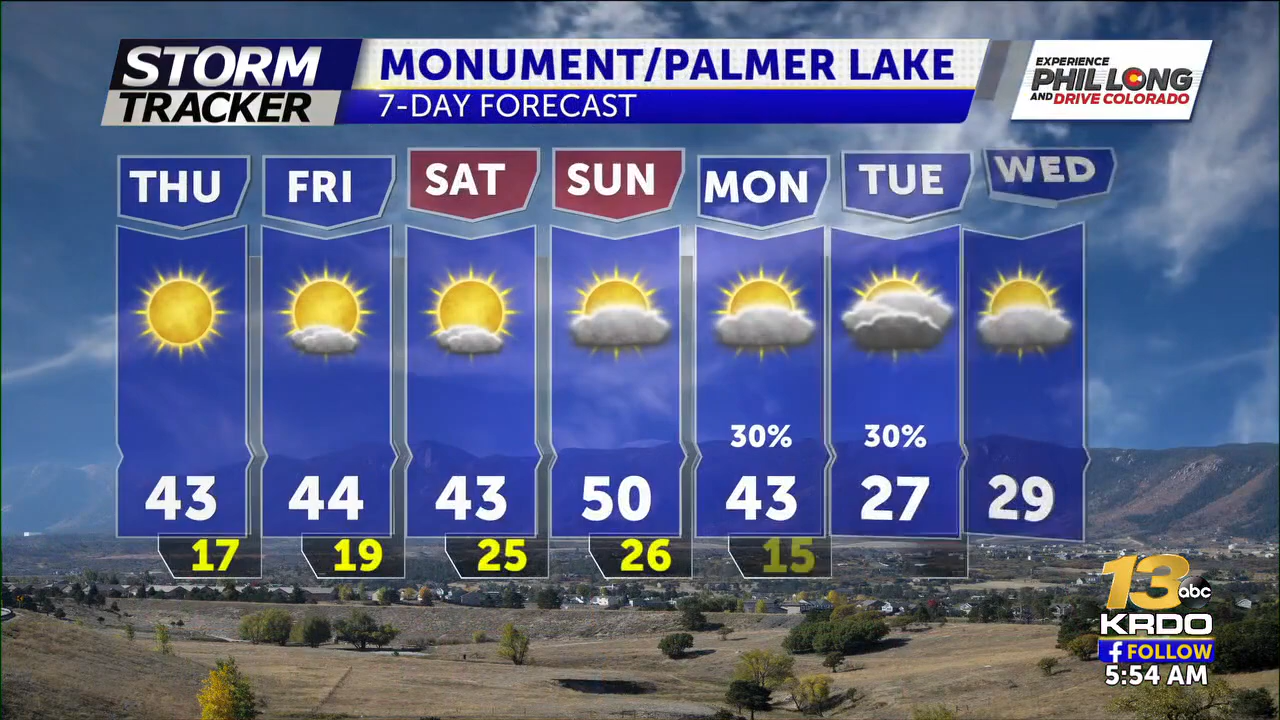 STORM
TRACKER
MONUMENT/PALMER LAKE
7-DAY FORECAST
EXPERIENCE
PHIL LONG
AND DRIVE COLORADO
THU FRI SAT SUN MON TUE WED
30% 30%
43 44 43 50 43 27 29
17 19 25 26 15
13 abc
KRDO
f FOLLOW
5:54 AM